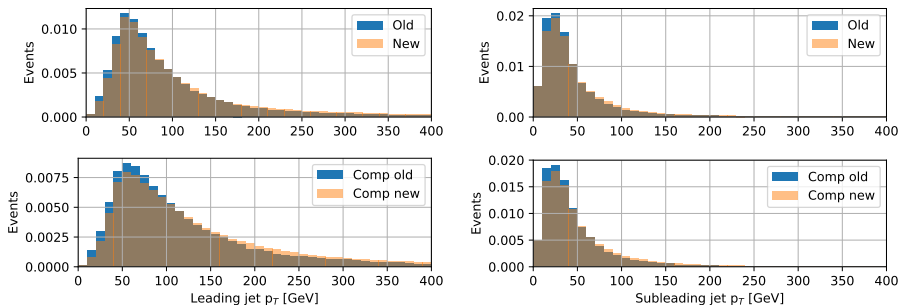 0.010
0.005
0.000
Events
0 50 100 150 200 250 300 350 400
Old
New
0.02
0.01
0.00
Events
0 50 100 150 200 250 300 350 400
Old
New
0.0075
0.0050
0.0025
0.0000
Events
0 50 100 150 200 250 300 350 400
Leading jet pT [GeV]
Comp old
Comp new
0.020
0.015
0.010
0.005
0.000
Events
0 50 100 150 200 250 300 350 400
Subleading jet pT [GeV]
Comp old
Comp new